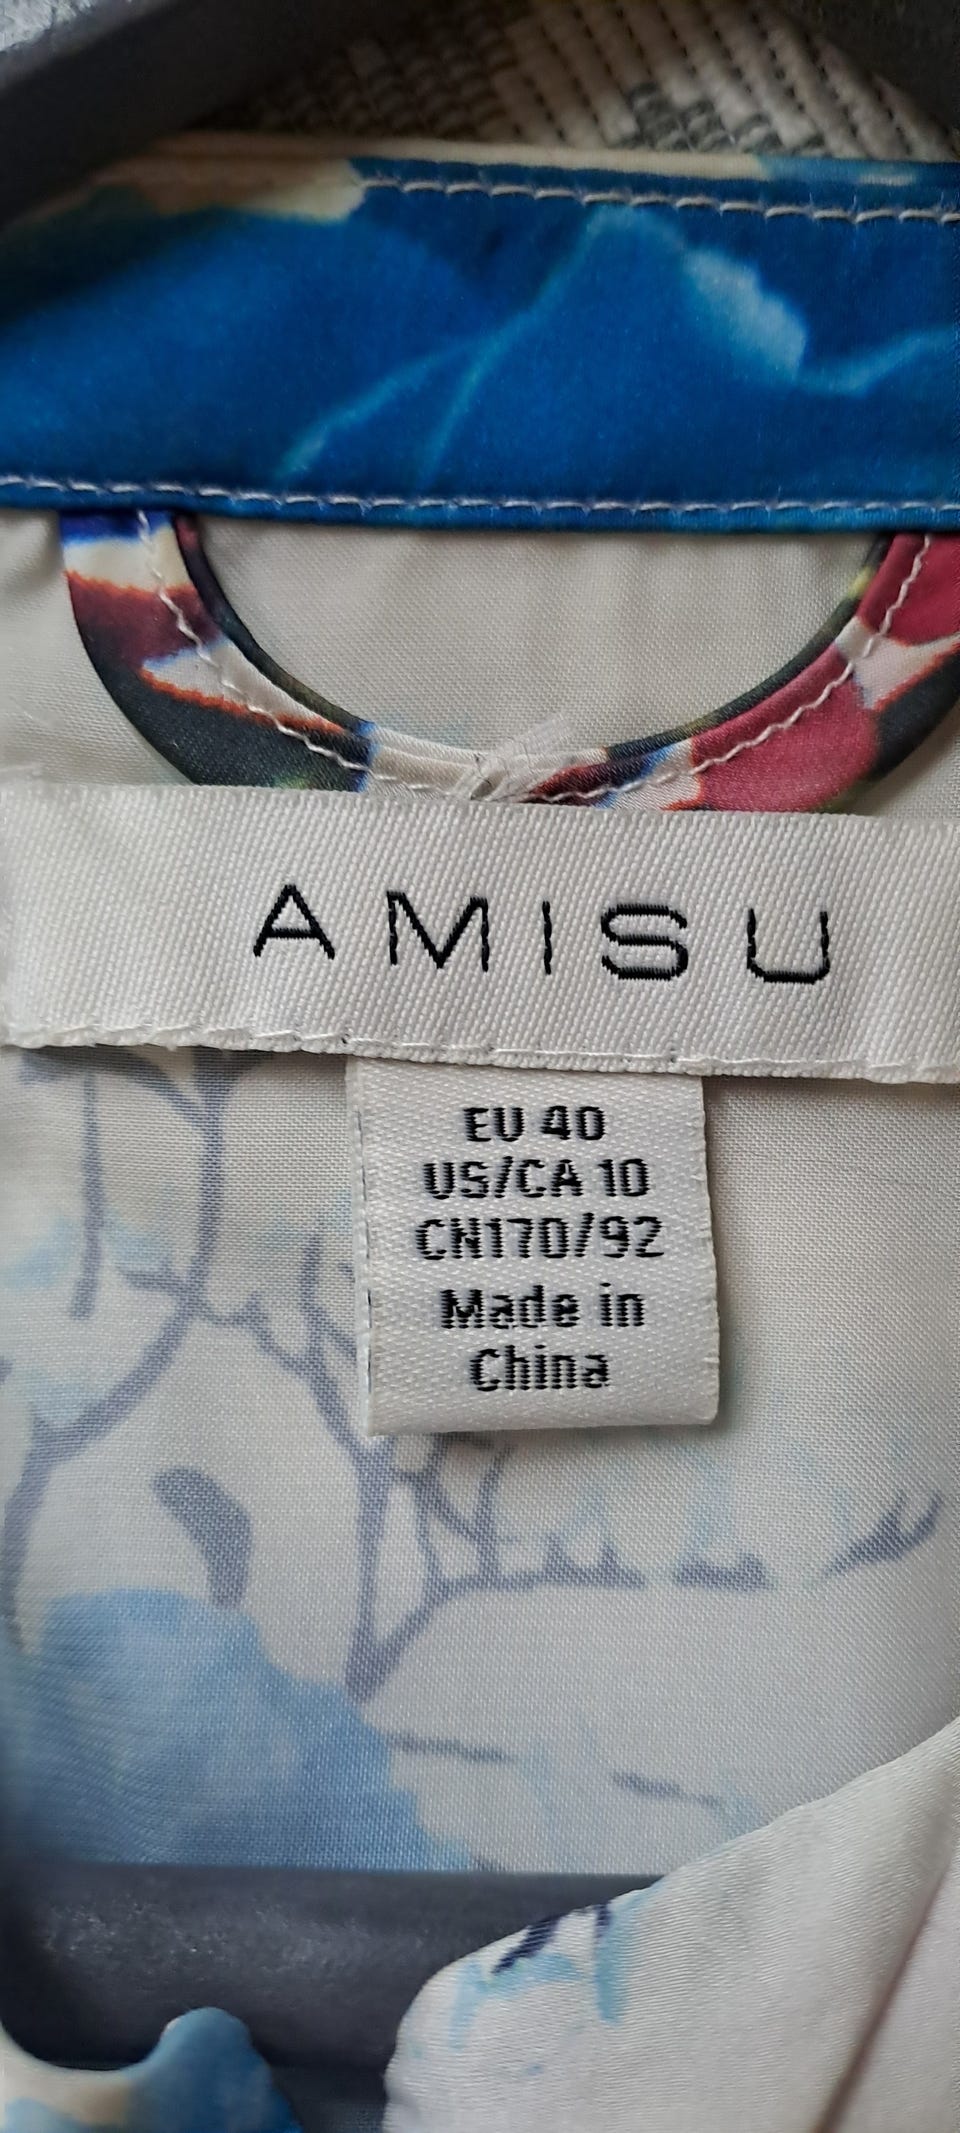 AMISU
EU 40
US/CA 10
CN170/92
Made in
China